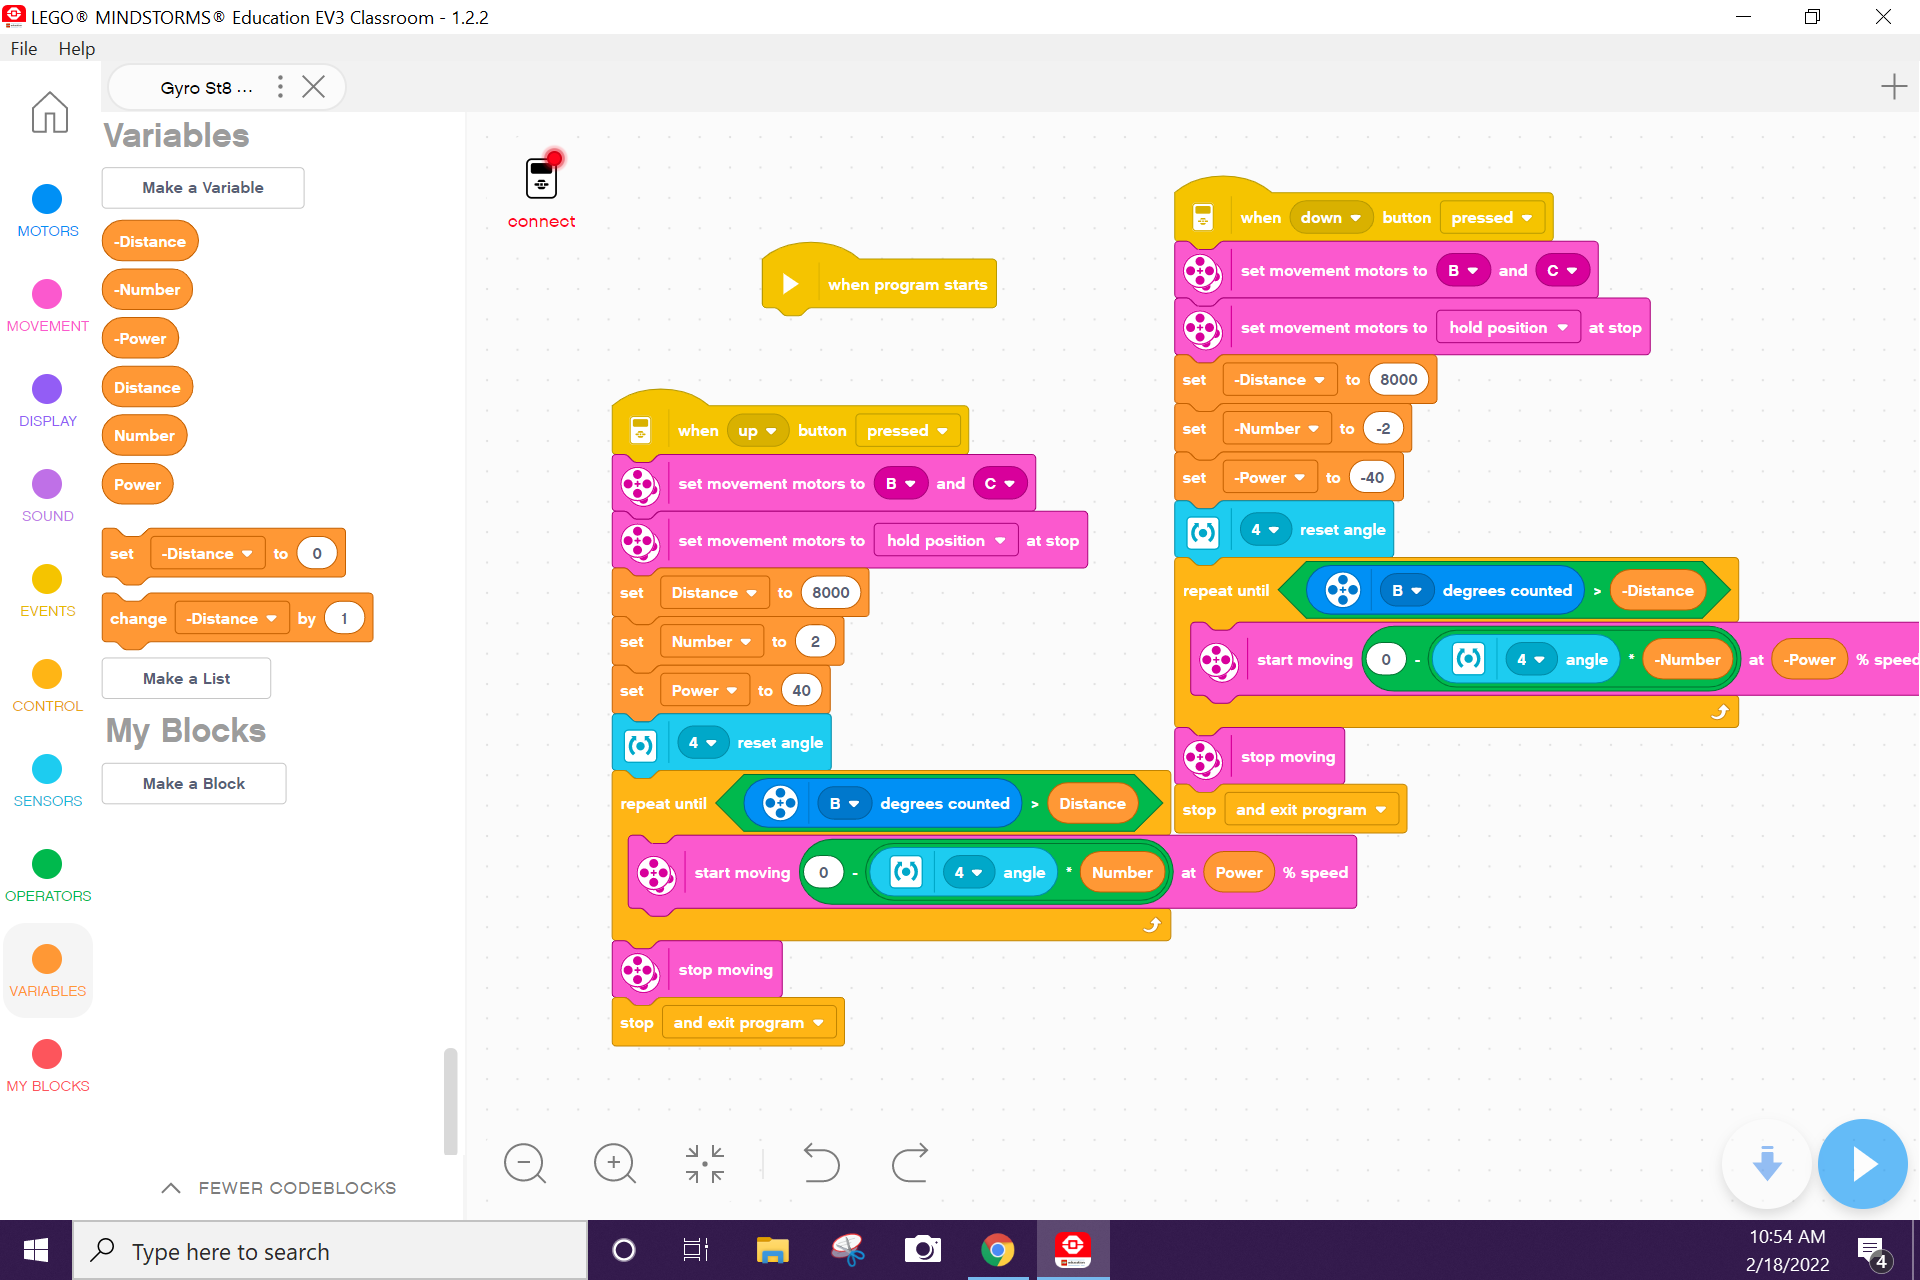 LEGO® MINDSTORMS® Education EV3 Classroom - 1.2.2
File Help
Gyro St8 ...
MOTORS
MOVEMENT
DISPLAY
SOUND
EVENTS
CONTROL
SENSORS
OPERATORS
VARIABLES
MY BLOCKS
Variables
Make a Variable
-Distance
-Number
-Power
Distance
Number
Power
set -Distance to 0
change -Distance by 1
Make a List
My Blocks
Make a Block
FEWER CODEBLOCKS
connect
when program starts
when up button pressed
set movement motors to B and C
set movement motors to hold position at stop
set Distance to 8000
set Number to 2
set Power to 40
4 reset angle
repeat until B degrees counted > Distance
start moving 0 - 4 angle * Number at Power % speed
stop moving
stop and exit program
when down button pressed
set movement motors to B and C
set movement motors to hold position at stop
set -Distance to 8000
set -Number to -2
set -Power to -40
4 reset angle
repeat until B degrees counted > -Distance
start moving 0 - 4 angle * -Number at -Power % speed
stop moving
stop and exit program
Type here to search
10:54 AM
2/18/2022
4